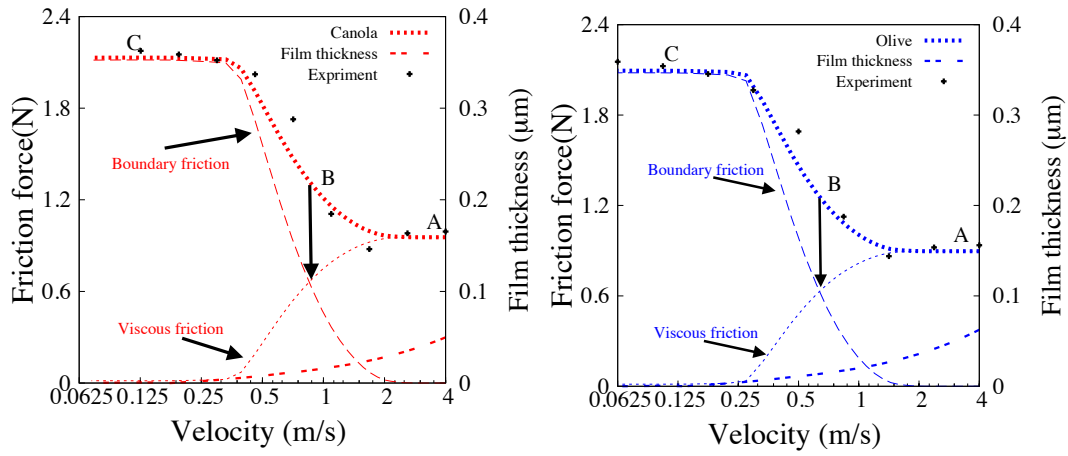 2.4
1.8
1.2
0.6
0
Friction force(N)
0.0625
0.125
0.25
0.5
1
2
4
Velocity (m/s)
0.4
0.3
0.2
0.1
0
Film thickness (μm)
Canola
Film thickness
Expriment
C
B
A
Boundary friction
Viscous friction
2.4
1.8
1.2
0.6
0
Friction force(N)
0.0625
0.125
0.25
0.5
1
2
4
Velocity (m/s)
0.4
0.3
0.2
0.1
0
Film thickness (μm)
Olive
Film thickness
Experiment
C
B
A
Boundary friction
Viscous friction